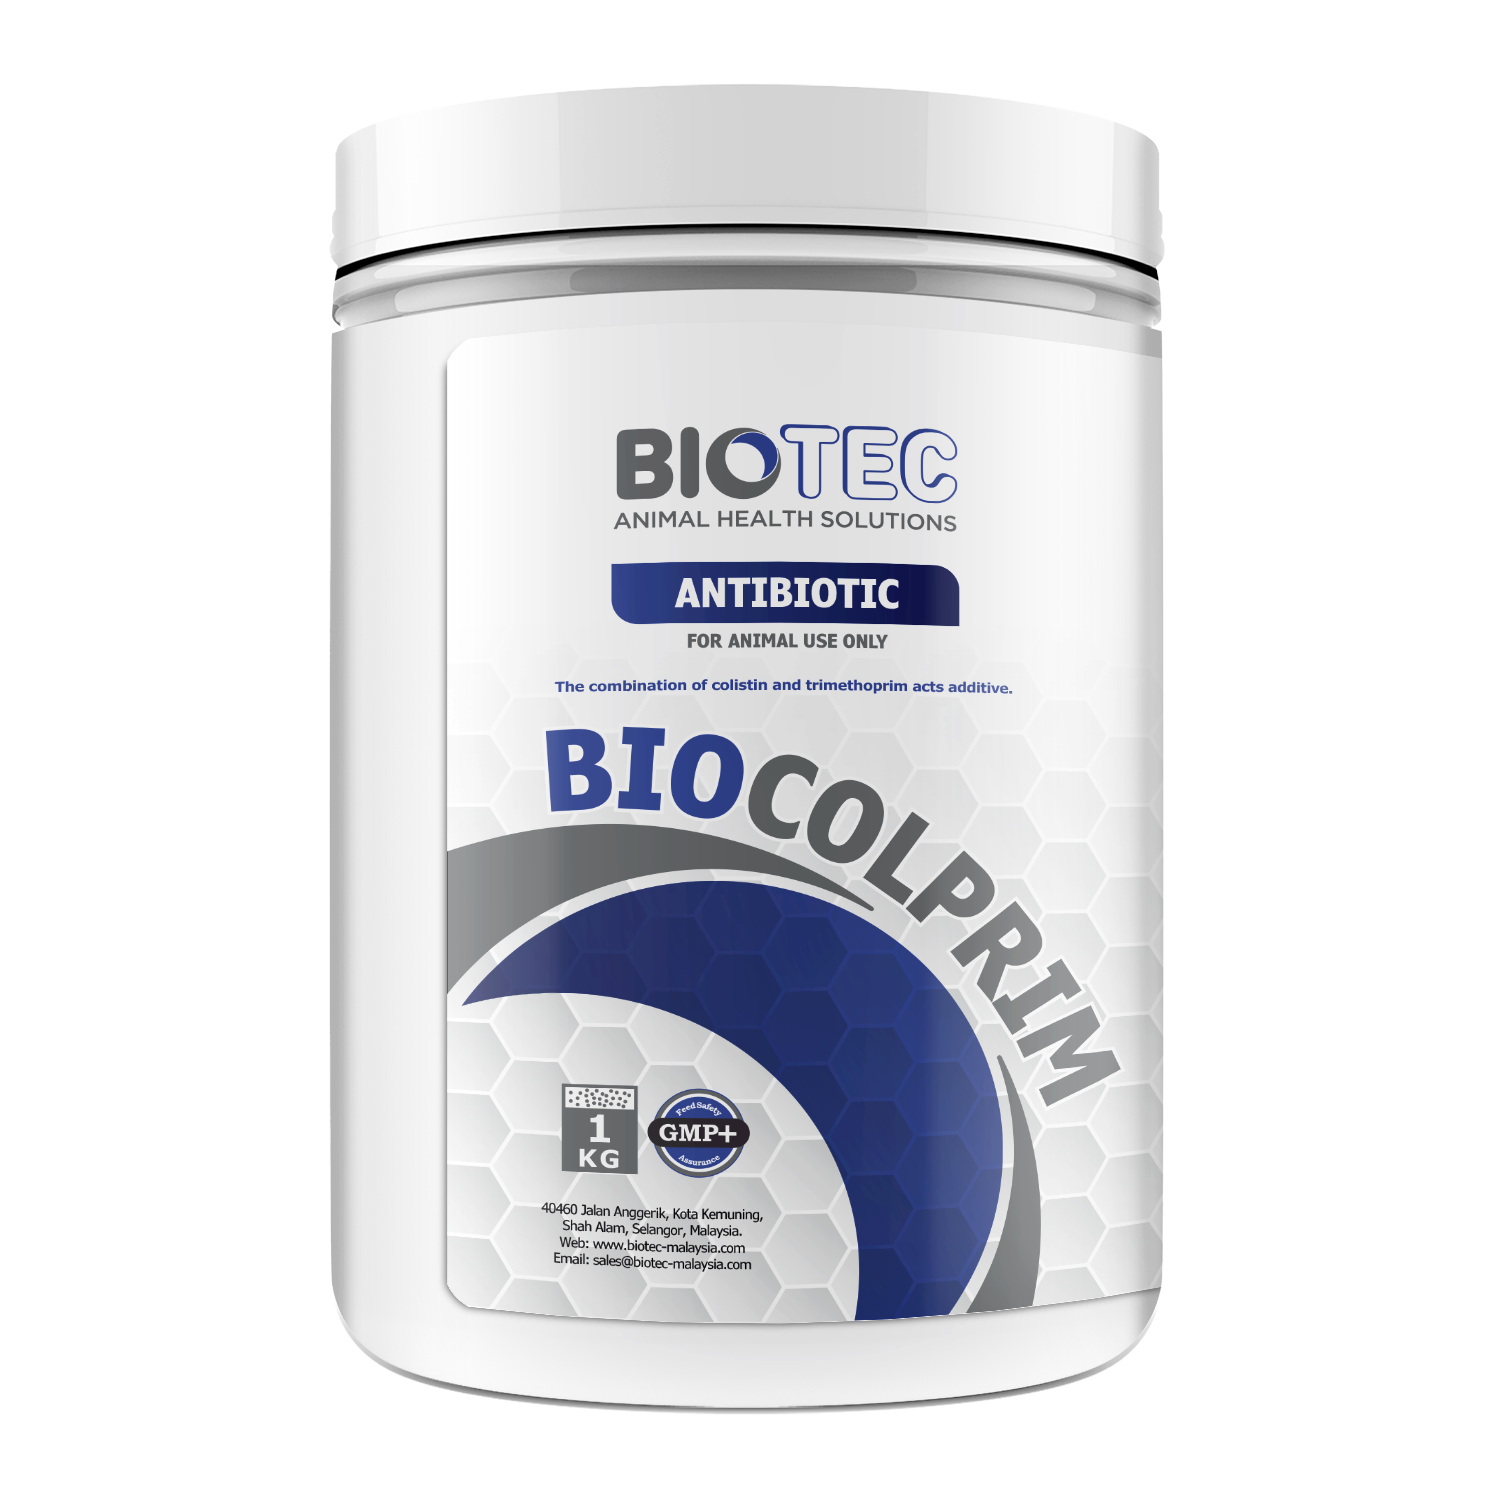 BIOTEC
ANIMAL HEALTH SOLUTIONS
ANTIBIOTIC
FOR ANIMAL USE ONLY
The combination of colistin and trimethoprim acts additive.
BIOCOLPRIM
1
KG
Feed Safety
GMP+
Assurance
40460 Jalan Anggerik, Kota Kemuning,
Shah Alam, Selangor, Malaysia.
Web: www.biotec-malaysia.com
Email: sales@biotec-malaysia.com